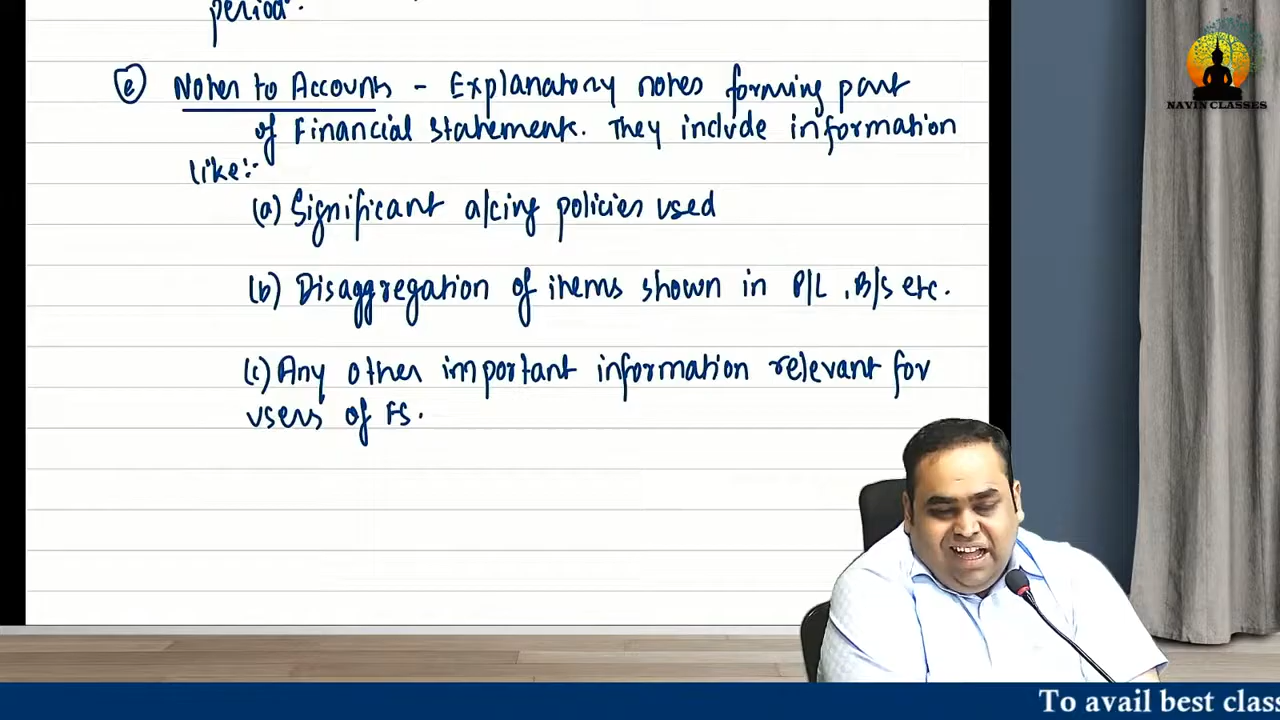 period.
(e) Notes to Accounts - Explanatory notes forming part
of Financial Statements. They include information
like:-
(a) Significant a/cing policies used
(b) Disaggregation of items shown in P/L, B/S etc.
(c) Any other important information relevant for
users of FS.
NAVIN CLASSES
To avail best class